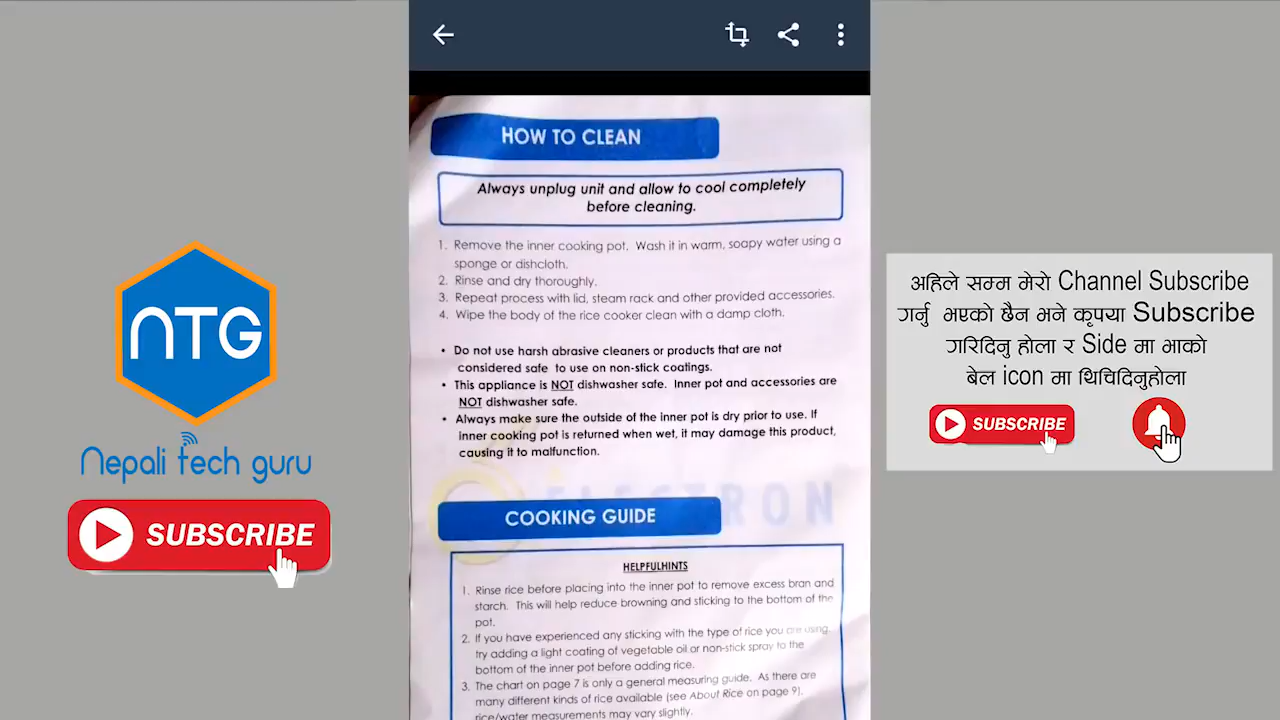 HOW TO CLEAN
Always unplug unit and allow to cool completely
before cleaning.
1. Remove the inner cooking pot. Wash it in warm, soapy water using a
sponge or dishcloth.
2. Rinse and dry thoroughly.
3. Repeat process with lid, steam rack and other provided accessories.
4. Wipe the body of the rice cooker clean with a damp cloth.
• Do not use harsh abrasive cleaners or products that are not
considered safe to use on non-stick coatings.
• This appliance is NOT dishwasher safe. Inner pot and accessories are
NOT dishwasher safe.
• Always make sure the outside of the inner pot is dry prior to use. If
inner cooking pot is returned when wet, it may damage this product,
causing it to malfunction.
COOKING GUIDE
HELPFULHINTS
1. Rinse rice before placing into the inner pot to remove excess bran and
starch. This will help reduce browning and sticking to the bottom of the
pot.
2. If you have experienced any sticking with the type of rice you are using,
try adding a light coating of vegetable oil or non-stick spray to the
bottom of the inner pot before adding rice.
3. The chart on page 7 is only a general measuring guide. As there are
many different kinds of rice available (see About Rice on page 9),
rice/water measurements may vary slightly.
NTG
Nepali tech guru
SUBSCRIBE
अहिले सम्म मेरो Channel Subscribe
गर्नु भएको छैन भने कृपया Subscribe
गरिदिनु होला र Side मा भाको
बेल icon मा थिचिदिनुहोला
SUBSCRIBE